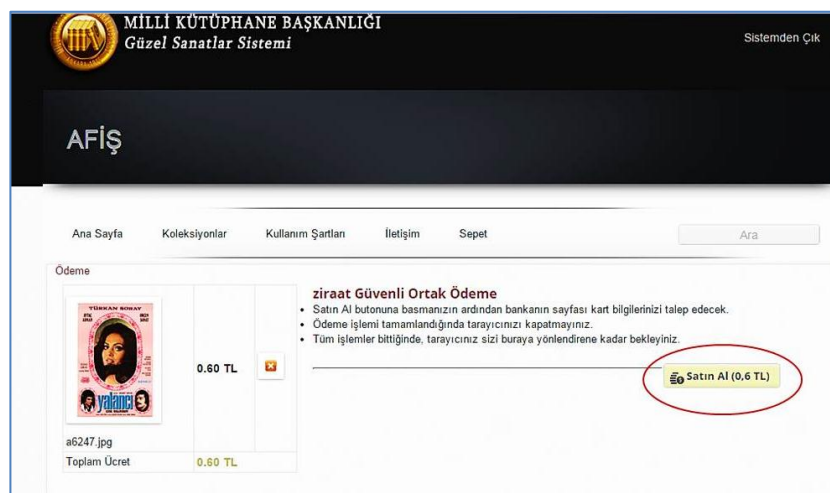 MİLLİ KÜTÜPHANE BAŞKANLIĞI
Güzel Sanatlar Sistemi
Sistemden Çık
AFİŞ
Ana Sayfa Koleksiyonlar Kullanım Şartları İletişim Sepet Ara
Ödeme
TÜRKAN SORAY
yalancı
a6247.jpg
0.60 TL
Toplam Ücret 0.60 TL
ziraat Güvenli Ortak Ödeme
• Satın Al butonuna basmanızın ardından bankanın sayfası kart bilgilerinizi talep edecek.
• Ödeme işlemi tamamlandığında tarayıcınızı kapatmayınız.
• Tüm işlemler bittiğinde, tarayıcınız sizi buraya yönlendirene kadar bekleyiniz.
Satın Al (0,6 TL)